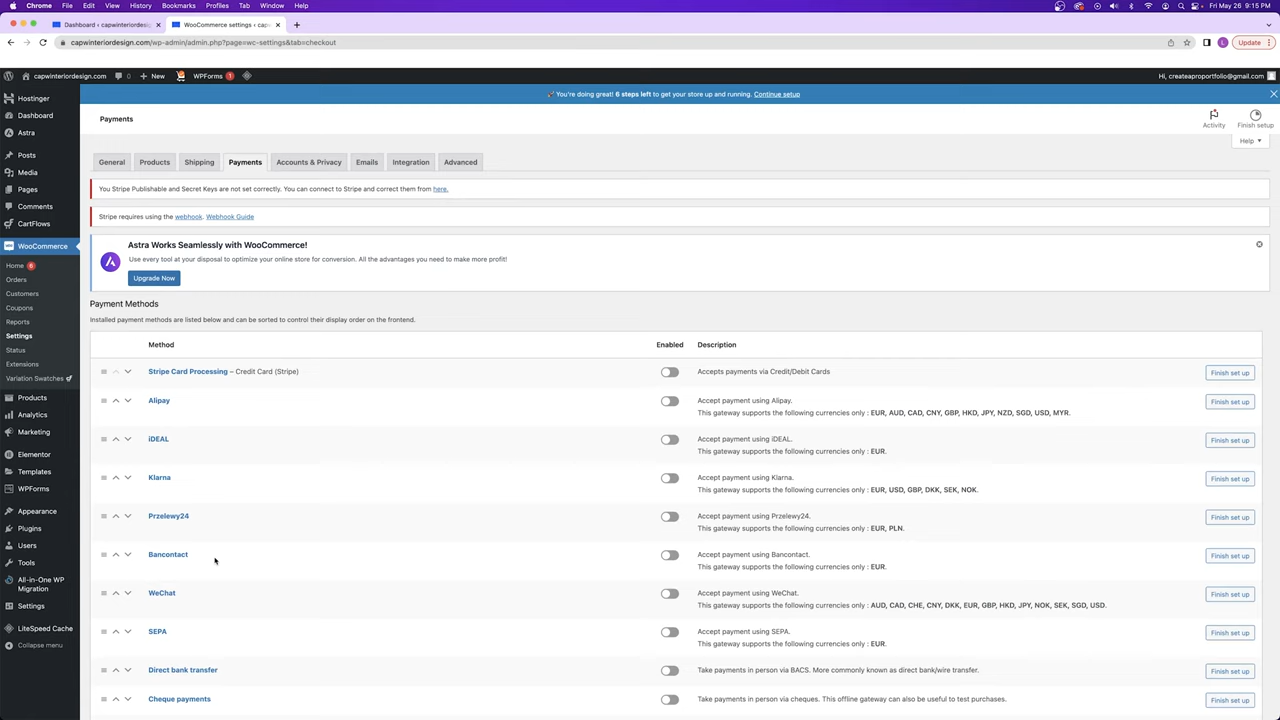 Chrome File Edit View History Bookmarks Profiles Tab Window Help
Fri May 26 9:15 PM
Dashboard ‹ capwinteriordesig
WooCommerce settings ‹ cap
capwinteriordesign.com/wp-admin/admin.php?page=wc-settings&tab=checkout
L
Update
capwinteriordesign.com 0 New WPForms 1
Hi, createaproportfolio@gmail.com
You're doing great! 6 steps left to get your store up and running. Continue setup
Hostinger
Dashboard
Astra
Posts
Media
Pages
Comments
CartFlows
WooCommerce
Home 6
Orders
Customers
Coupons
Reports
Settings
Status
Extensions
Variation Swatches
Products
Analytics
Marketing
Elementor
Templates
WPForms
Appearance
Plugins
Users
Tools
All-in-One WP
Migration
Settings
LiteSpeed Cache
Collapse menu
Payments
Activity
Finish setup
Help
General Products Shipping Payments Accounts & Privacy Emails Integration Advanced
You Stripe Publishable and Secret Keys are not set correctly. You can connect to Stripe and correct them from here.
Stripe requires using the webhook. Webhook Guide
Astra Works Seamlessly with WooCommerce!
Use every tool at your disposal to optimize your online store for conversion. All the advantages you need to make more profit!
Upgrade Now
Payment Methods
Installed payment methods are listed below and can be sorted to control their display order on the frontend.
Method Enabled Description
Stripe Card Processing – Credit Card (Stripe) Accepts payments via Credit/Debit Cards Finish set up
Alipay Accept payment using Alipay. Finish set up
This gateway supports the following currencies only : EUR, AUD, CAD, CNY, GBP, HKD, JPY, NZD, SGD, USD, MYR.
iDEAL Accept payment using iDEAL. Finish set up
This gateway supports the following currencies only : EUR.
Klarna Accept payment using Klarna. Finish set up
This gateway supports the following currencies only : EUR, USD, GBP, DKK, SEK, NOK.
Przelewy24 Accept payment using Przelewy24. Finish set up
This gateway supports the following currencies only : EUR, PLN.
Bancontact Accept payment using Bancontact. Finish set up
This gateway supports the following currencies only : EUR.
WeChat Accept payment using WeChat. Finish set up
This gateway supports the following currencies only : AUD, CAD, CHE, CNY, DKK, EUR, GBP, HKD, JPY, NOK, SEK, SGD, USD.
SEPA Accept payment using SEPA. Finish set up
This gateway supports the following currencies only : EUR.
Direct bank transfer Take payments in person via BACS. More commonly known as direct bank/wire transfer. Finish set up
Cheque payments Take payments in person via cheques. This offline gateway can also be useful to test purchases. Finish set up